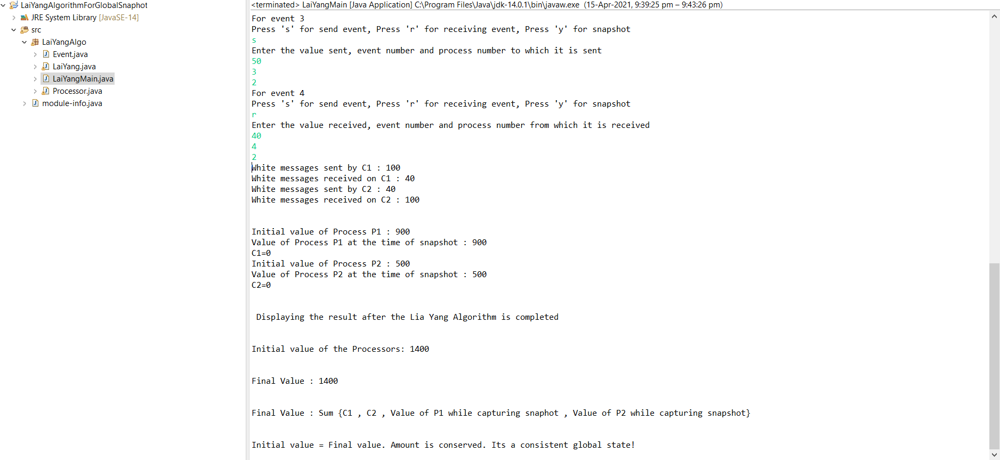 LaiYangAlgorithmForGlobalSnaphot
JRE System Library [JavaSE-14]
src
LaiYangAlgo
Event.java
LaiYang.java
LaiYangMain.java
Processor.java
module-info.java
<terminated> LaiYangMain [Java Application] C:\Program Files\Java\jdk-14.0.1\bin\javaw.exe (15-Apr-2021, 9:39:25 pm – 9:43:26 pm)
For event 3
Press 's' for send event, Press 'r' for receiving event, Press 'y' for snapshot
s
Enter the value sent, event number and process number to which it is sent
50
3
2
For event 4
Press 's' for send event, Press 'r' for receiving event, Press 'y' for snapshot
r
Enter the value received, event number and process number from which it is received
40
4
2
White messages sent by C1 : 100
White messages received on C1 : 40
White messages sent by C2 : 40
White messages received on C2 : 100
Initial value of Process P1 : 900
Value of Process P1 at the time of snapshot : 900
C1=0
Initial value of Process P2 : 500
Value of Process P2 at the time of snapshot : 500
C2=0
Displaying the result after the Lia Yang Algorithm is completed
Initial value of the Processors: 1400
Final Value : 1400
Final Value : Sum {C1 , C2 , Value of P1 while capturing snaphot , Value of P2 while capturing snapshot}
Initial value = Final value. Amount is conserved. Its a consistent global state!